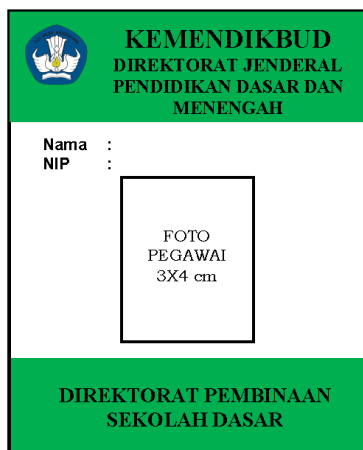 KEMENDIKBUD
DIREKTORAT JENDERAL
PENDIDIKAN DASAR DAN
MENENGAH
Nama :
NIP :
FOTO
PEGAWAI
3X4 cm
DIREKTORAT PEMBINAAN
SEKOLAH DASAR